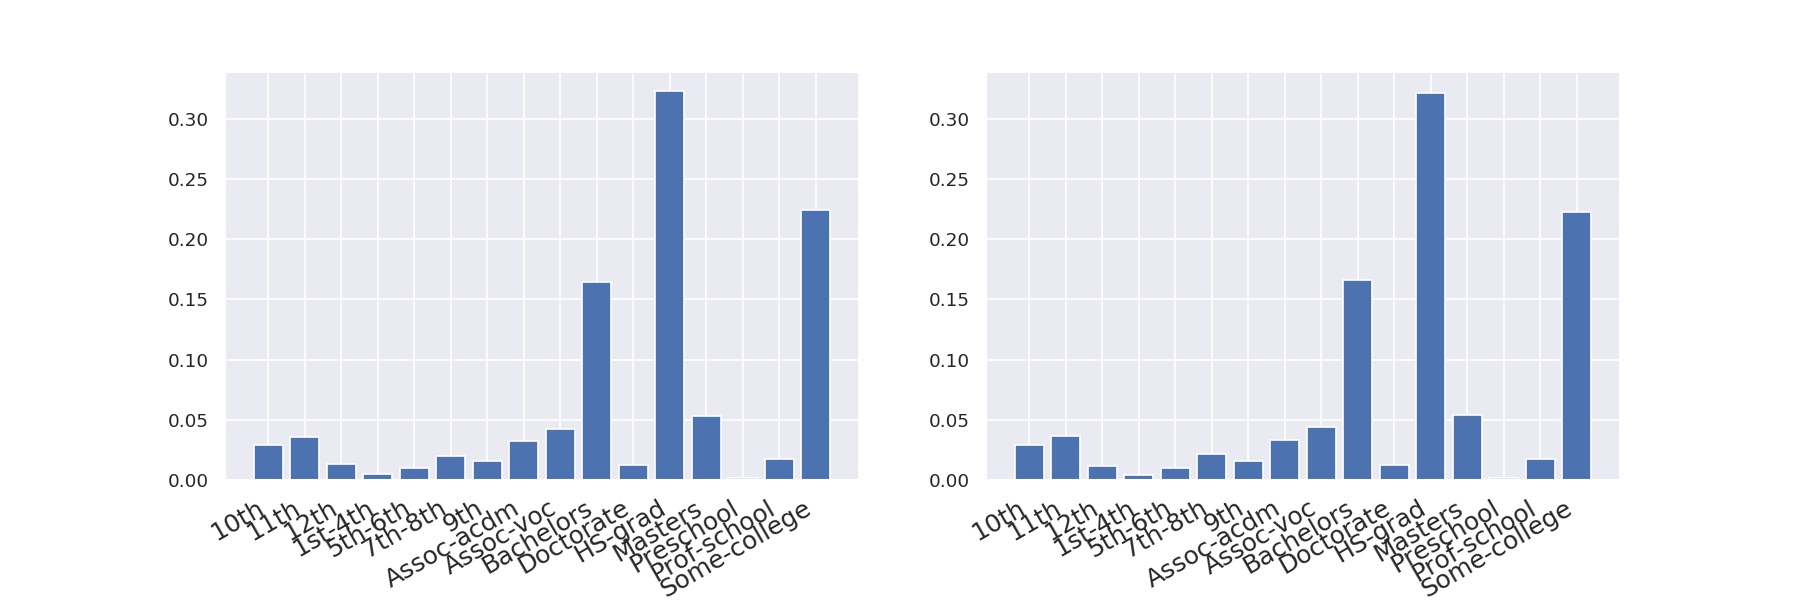 0.30
0.25
0.20
0.15
0.10
0.05
0.00
10th
11th
12th
1st-4th
5th-6th
7th-8th
9th
Assoc-acdm
Assoc-voc
Bachelors
Doctorate
HS-grad
Masters
Preschool
Prof-school
Some-college
0.30
0.25
0.20
0.15
0.10
0.05
0.00
10th
11th
12th
1st-4th
5th-6th
7th-8th
9th
Assoc-acdm
Assoc-voc
Bachelors
Doctorate
HS-grad
Masters
Preschool
Prof-school
Some-college